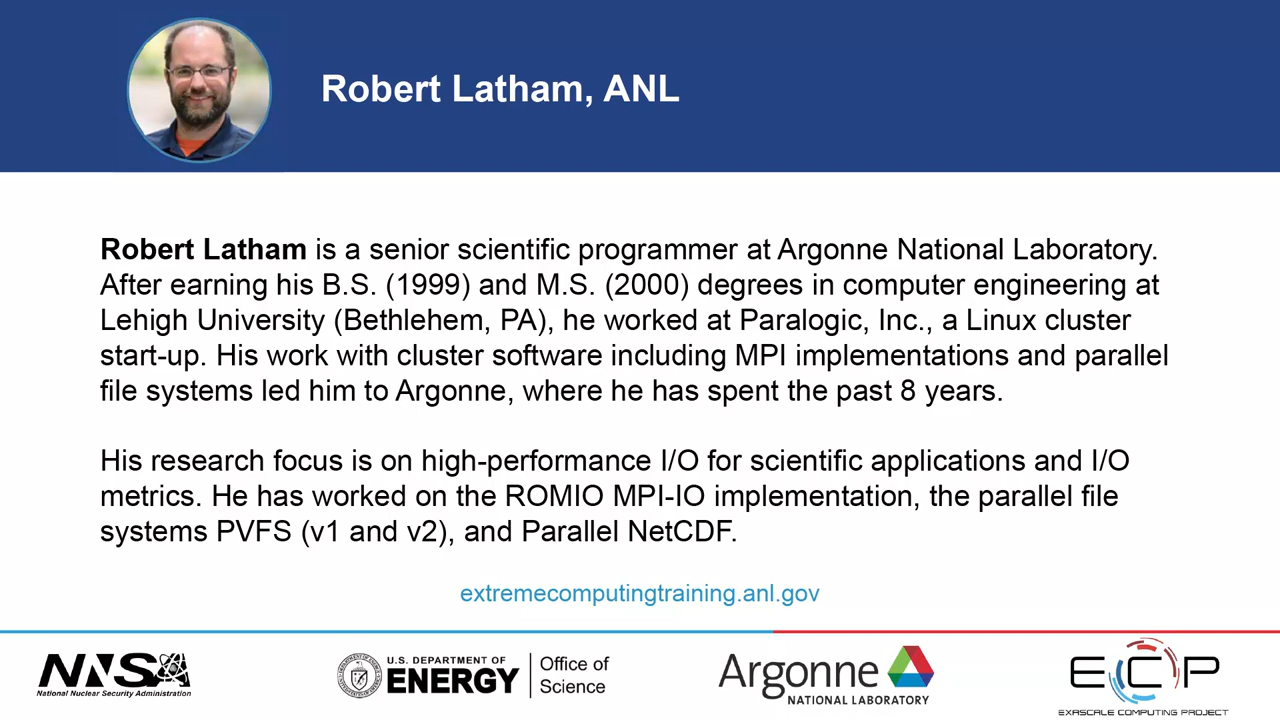 Robert Latham, ANL
Robert Latham is a senior scientific programmer at Argonne National Laboratory.
After earning his B.S. (1999) and M.S. (2000) degrees in computer engineering at
Lehigh University (Bethlehem, PA), he worked at Paralogic, Inc., a Linux cluster
start-up. His work with cluster software including MPI implementations and parallel
file systems led him to Argonne, where he has spent the past 8 years.
His research focus is on high-performance I/O for scientific applications and I/O
metrics. He has worked on the ROMIO MPI-IO implementation, the parallel file
systems PVFS (v1 and v2), and Parallel NetCDF.
extremecomputingtraining.anl.gov
NNSA
National Nuclear Security Administration
U.S. DEPARTMENT OF
ENERGY
Office of
Science
Argonne
NATIONAL LABORATORY
ECP
EXASCALE COMPUTING PROJECT